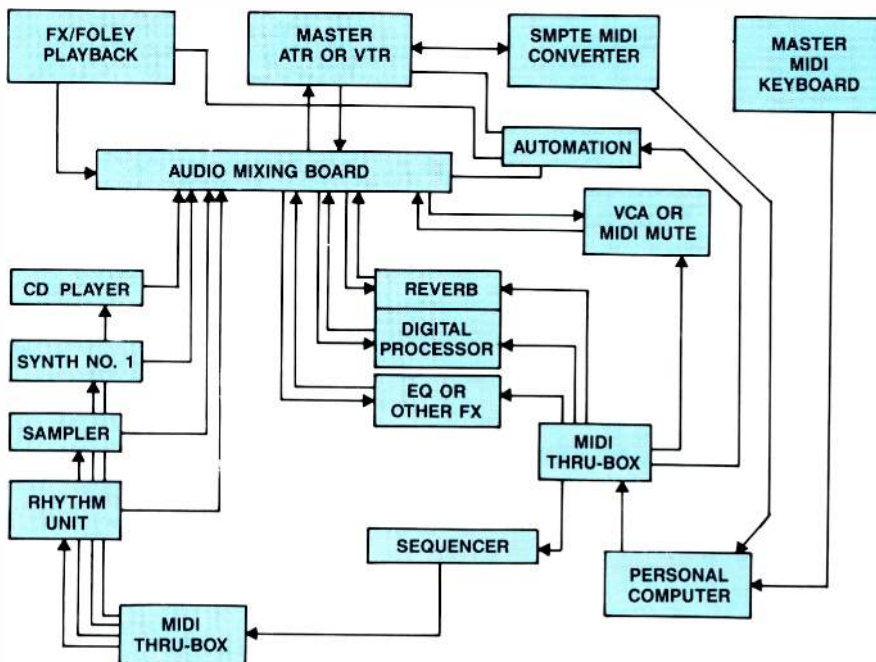 FX/FOLEY
PLAYBACK
MASTER
ATR OR VTR
SMPTE MIDI
CONVERTER
MASTER
MIDI
KEYBOARD
AUTOMATION
AUDIO MIXING BOARD
VCA OR
MIDI MUTE
CD PLAYER
REVERB
DIGITAL
PROCESSOR
SYNTH NO. 1
EQ OR
OTHER FX
SAMPLER
MIDI
THRU-BOX
RHYTHM
UNIT
SEQUENCER
PERSONAL
COMPUTER
MIDI
THRU-BOX